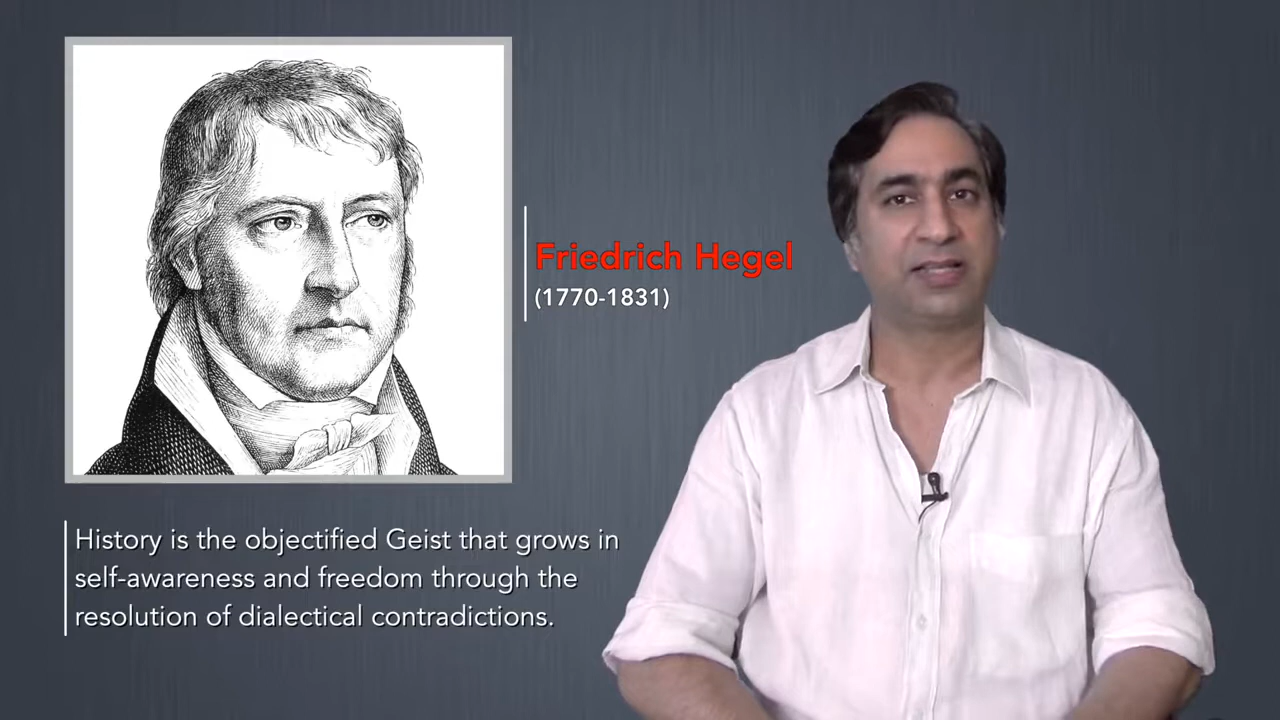 Friedrich Hegel
(1770-1831)
History is the objectified Geist that grows in
self-awareness and freedom through the
resolution of dialectical contradictions.